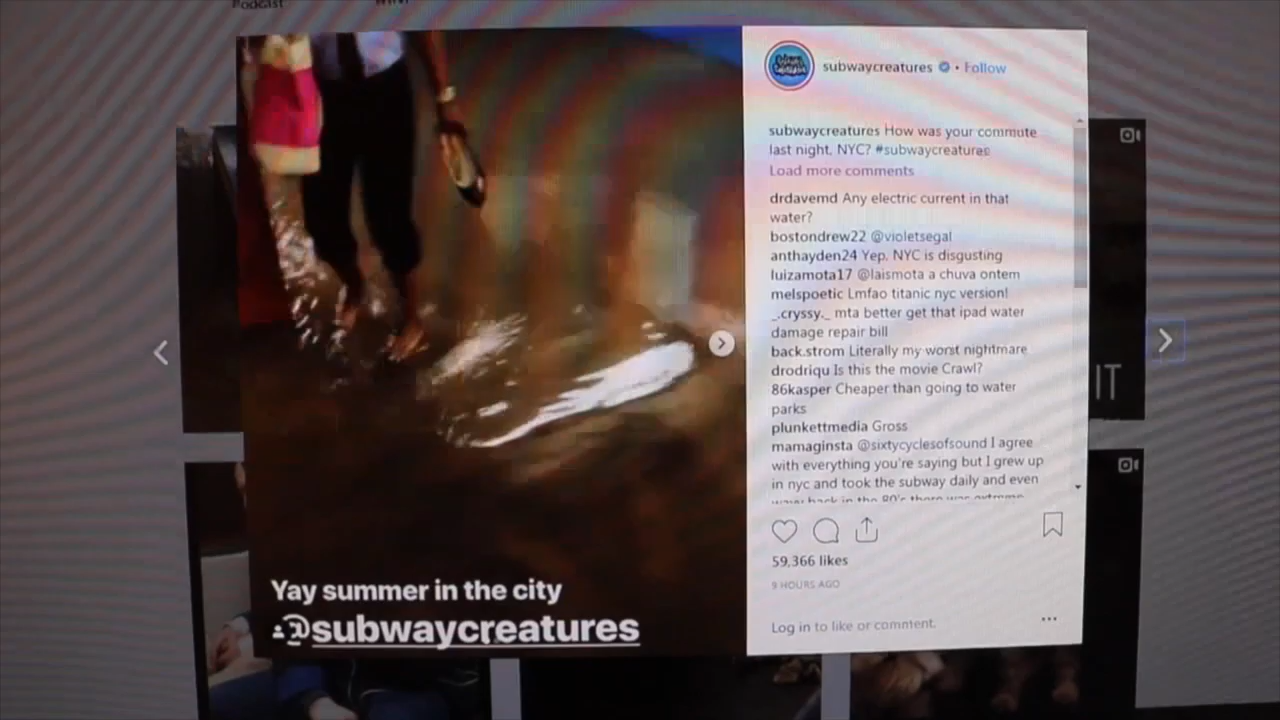 Podcast
subwaycreatures • Follow
subwaycreatures How was your commute
last night, NYC? #subwaycreatures
Load more comments
drdavemd Any electric current in that
water?
bostondrew22 @violetsegal
anthayden24 Yep, NYC is disgusting
luizamota17 @laismota a chuva ontem
melspoetic Lmfao titanic nyc version!
_.cryssy._ mta better get that ipad water
damage repair bill
back.strom Literally my worst nightmare
drodriqu Is this the movie Crawl?
86kasper Cheaper than going to water
parks
plunkettmedia Gross
mamaginsta @sixtycyclesofsound I agree
with everything you're saying but I grew up
in nyc and took the subway daily and even
IT
59,366 likes
9 HOURS AGO
Log in to like or comment.
Yay summer in the city
@subwaycreatures